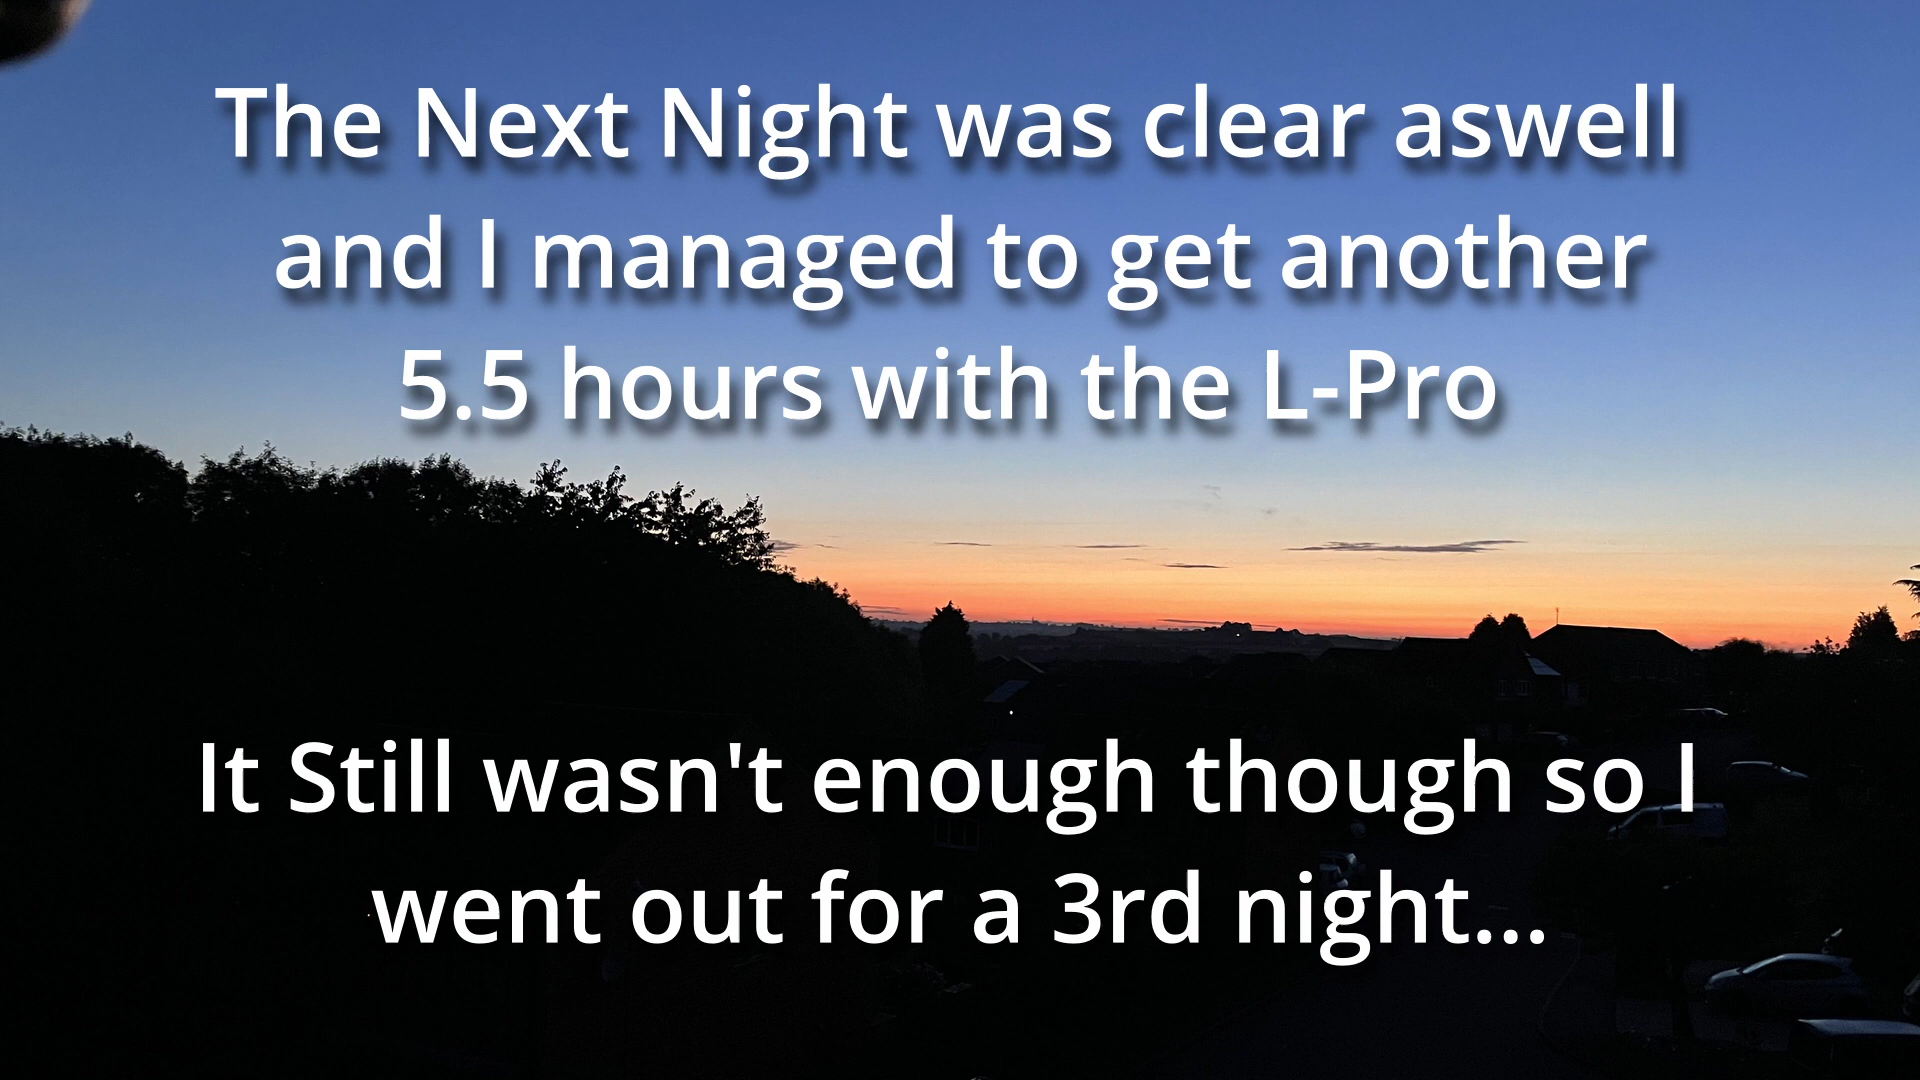 The Next Night was clear aswell
and I managed to get another
5.5 hours with the L-Pro
It Still wasn't enough though so I
went out for a 3rd night...